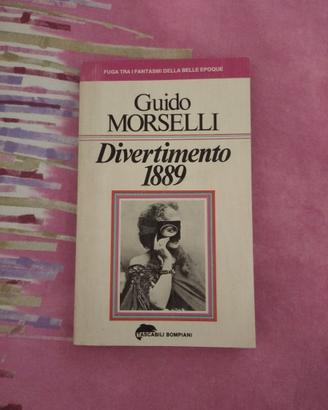 FUGA TRA I FANTASMI DELLA BELLE EPOQUE
Guido
MORSELLI
Divertimento
1889
TASCABILI BOMPIANI